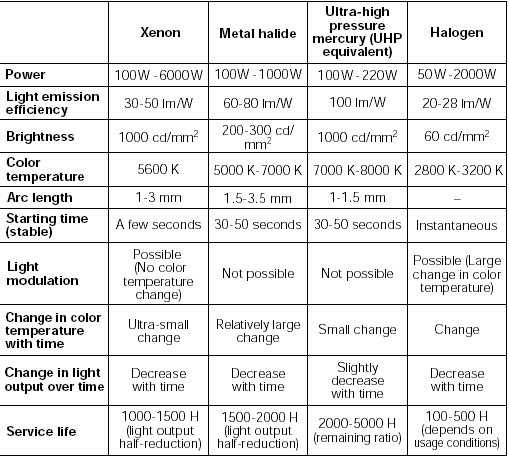 Xenon
Metal halide
Ultra-high
pressure
mercury (UHP
equivalent)
Halogen
Power
100W-6000W
100W-1000W
100W-220W
50W-2000W
Light emission
efficiency
30-50 lm/W
60-80 lm/W
100 lm/W
20-28 lm/W
Brightness
1000 cd/mm2
200-300 cd/
mm2
1000 cd/mm2
60 cd/mm2
Color
temperature
5600 K
5000 K-7000 K
7000 K-8000 K
2800 K-3200 K
Arc length
1-3 mm
1.5-3.5 mm
1-1.5 mm
–
Starting time
(stable)
A few seconds
30-50 seconds
30-50 seconds
Instantaneous
Light
modulation
Possible
(No color
temperature
change)
Not possible
Not possible
Possible (Large
change in color
temperature)
Change in color
temperature
with time
Ultra-small
change
Relatively large
change
Small change
Change
Change in light
output over time
Decrease
with time
Decrease
with time
Slightly
decrease
with time
Decrease
with time
Service life
1000-1500 H
(light output
half-reduction)
1500-2000 H
(light output
half-reduction)
2000-5000 H
(remaining ratio)
100-500 H
(depends on
usage conditions)